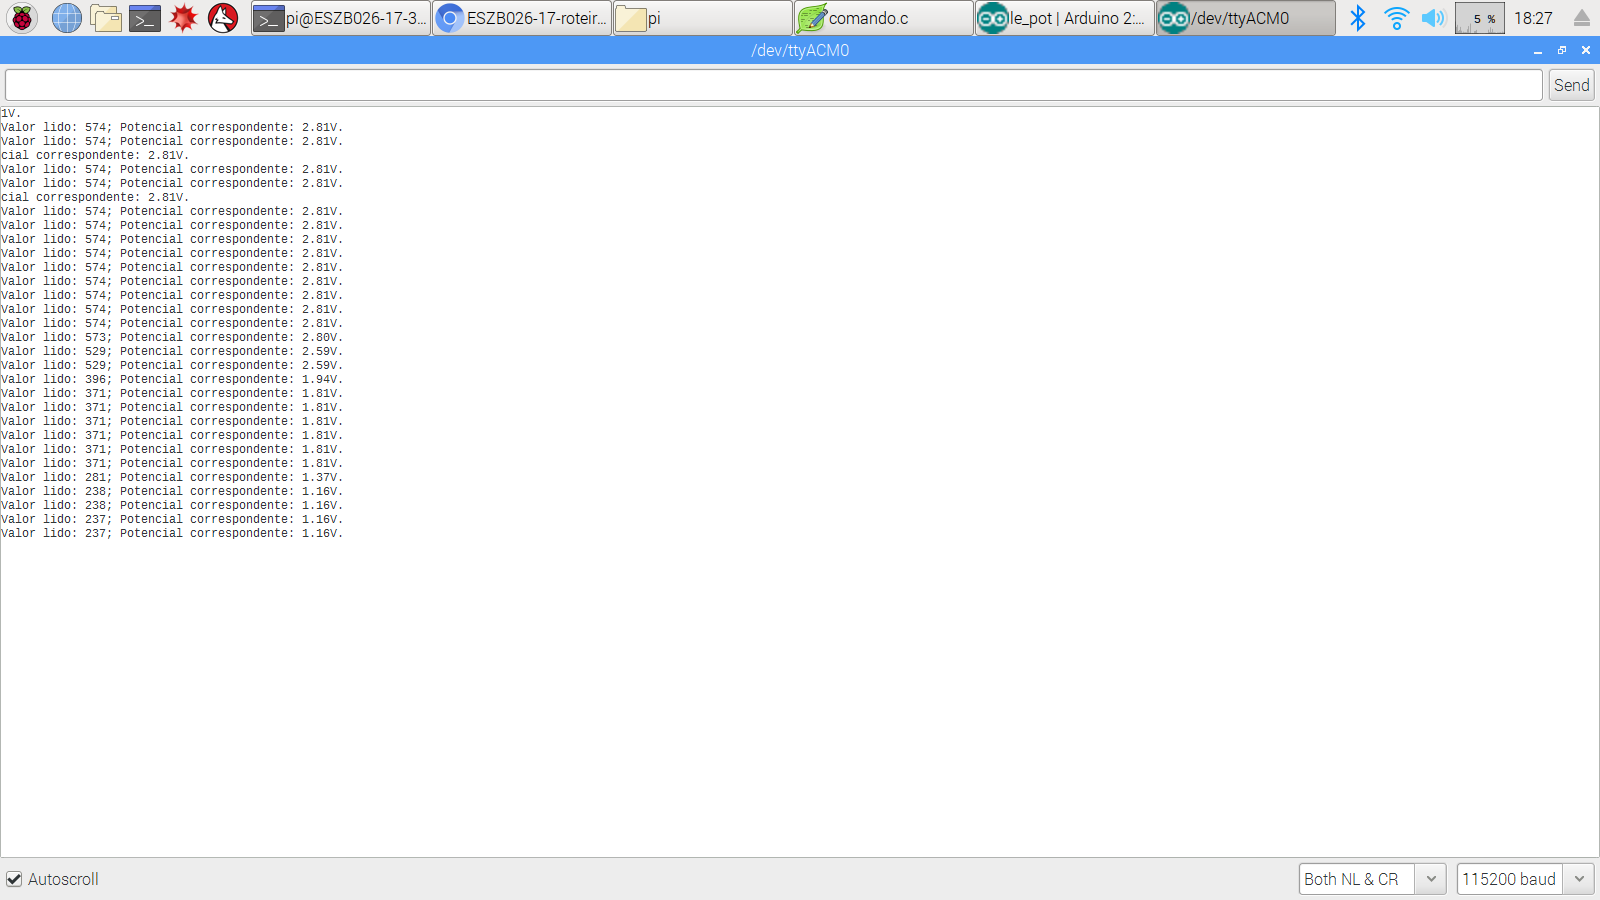 pi@ESZB026-17-3...
ESZB026-17-roteir...
pi
comando.c
le_pot | Arduino 2:...
/dev/ttyACM0
5 %
18:27
/dev/ttyACM0
Send
1V.
Valor lido: 574; Potencial correspondente: 2.81V.
Valor lido: 574; Potencial correspondente: 2.81V.
cial correspondente: 2.81V.
Valor lido: 574; Potencial correspondente: 2.81V.
Valor lido: 574; Potencial correspondente: 2.81V.
cial correspondente: 2.81V.
Valor lido: 574; Potencial correspondente: 2.81V.
Valor lido: 574; Potencial correspondente: 2.81V.
Valor lido: 574; Potencial correspondente: 2.81V.
Valor lido: 574; Potencial correspondente: 2.81V.
Valor lido: 574; Potencial correspondente: 2.81V.
Valor lido: 574; Potencial correspondente: 2.81V.
Valor lido: 574; Potencial correspondente: 2.81V.
Valor lido: 574; Potencial correspondente: 2.81V.
Valor lido: 574; Potencial correspondente: 2.81V.
Valor lido: 573; Potencial correspondente: 2.80V.
Valor lido: 529; Potencial correspondente: 2.59V.
Valor lido: 529; Potencial correspondente: 2.59V.
Valor lido: 396; Potencial correspondente: 1.94V.
Valor lido: 371; Potencial correspondente: 1.81V.
Valor lido: 371; Potencial correspondente: 1.81V.
Valor lido: 371; Potencial correspondente: 1.81V.
Valor lido: 371; Potencial correspondente: 1.81V.
Valor lido: 371; Potencial correspondente: 1.81V.
Valor lido: 371; Potencial correspondente: 1.81V.
Valor lido: 281; Potencial correspondente: 1.37V.
Valor lido: 238; Potencial correspondente: 1.16V.
Valor lido: 238; Potencial correspondente: 1.16V.
Valor lido: 237; Potencial correspondente: 1.16V.
Valor lido: 237; Potencial correspondente: 1.16V.
Autoscroll
Both NL & CR
115200 baud